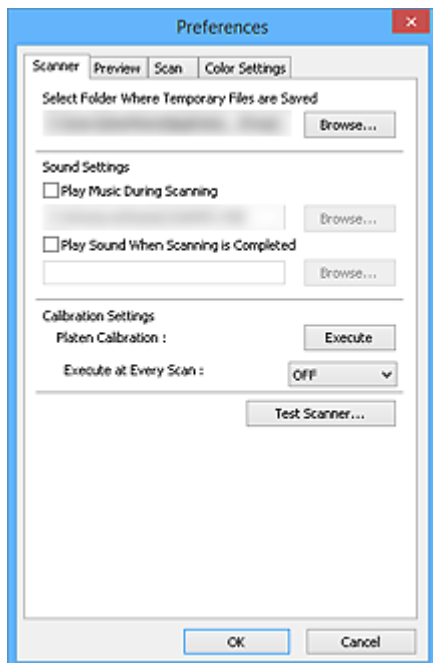 Preferences
Scanner Preview Scan Color Settings
Select Folder Where Temporary Files are Saved
Browse...
Sound Settings
Play Music During Scanning
Browse...
Play Sound When Scanning is Completed
Browse...
Calibration Settings
Platen Calibration : Execute
Execute at Every Scan : OFF
Test Scanner...
OK Cancel